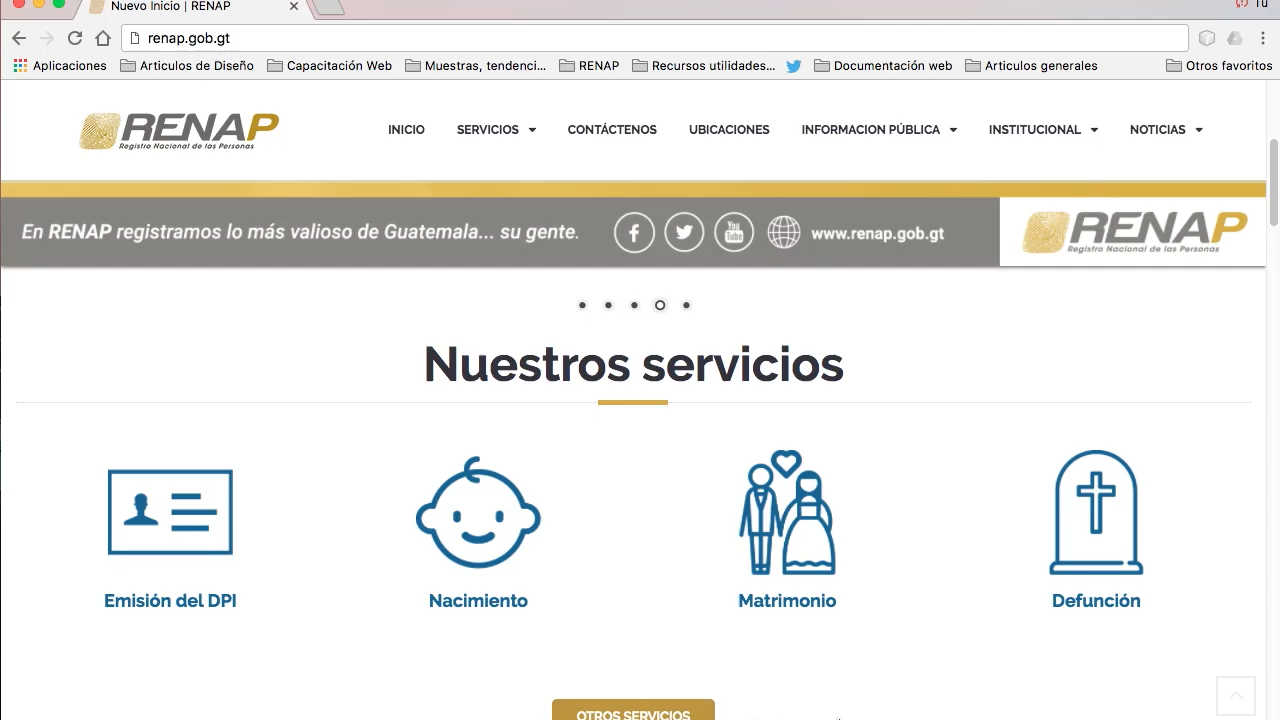 Nuevo Inicio | RENAP
Tú
renap.gob.gt
Aplicaciones Articulos de Diseño Capacitación Web Muestras, tendenci... RENAP Recursos utilidades... Documentación web Articulos generales Otros favoritos
RENAP
Registro Nacional de las Personas
INICIO SERVICIOS CONTÁCTENOS UBICACIONES INFORMACION PÚBLICA INSTITUCIONAL NOTICIAS
En RENAP registramos lo más valioso de Guatemala... su gente.
You Tube
www.renap.gob.gt
RENAP
Registro Nacional de las Personas
Nuestros servicios
Emisión del DPI Nacimiento Matrimonio Defunción
OTROS SERVICIOS